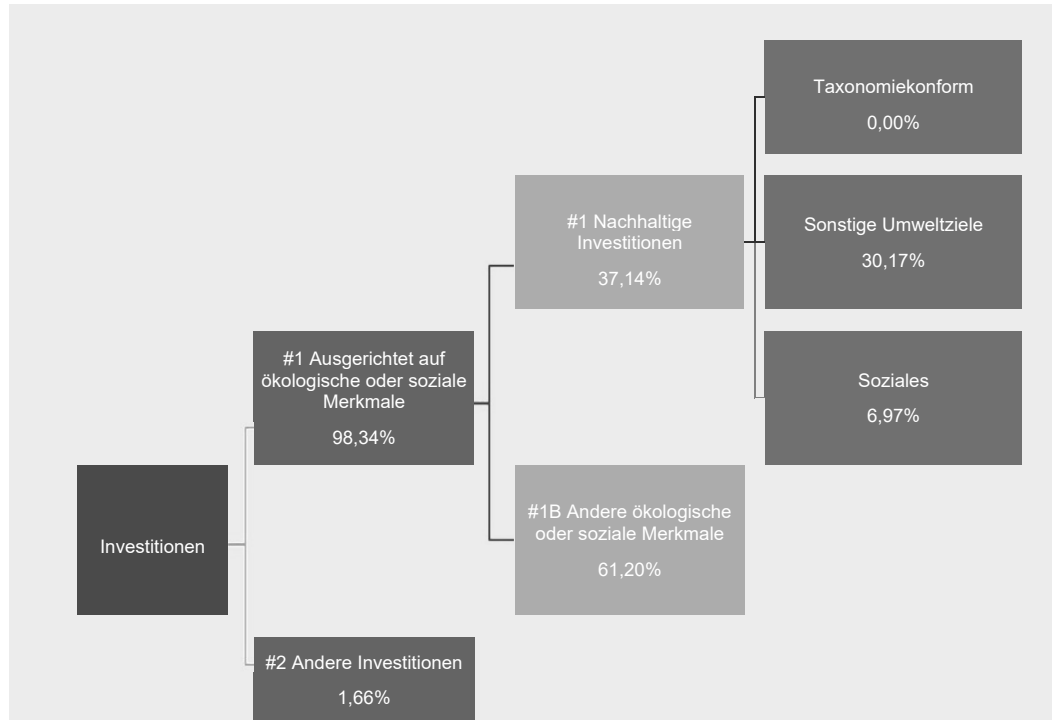 Taxonomiekonform
0,00%
#1 Nachhaltige
Investitionen
37,14%
Sonstige Umweltziele
30,17%
#1 Ausgerichtet auf
ökologische oder soziale
Merkmale
98,34%
Soziales
6,97%
Investitionen
#1B Andere ökologische
oder soziale Merkmale
61,20%
#2 Andere Investitionen
1,66%